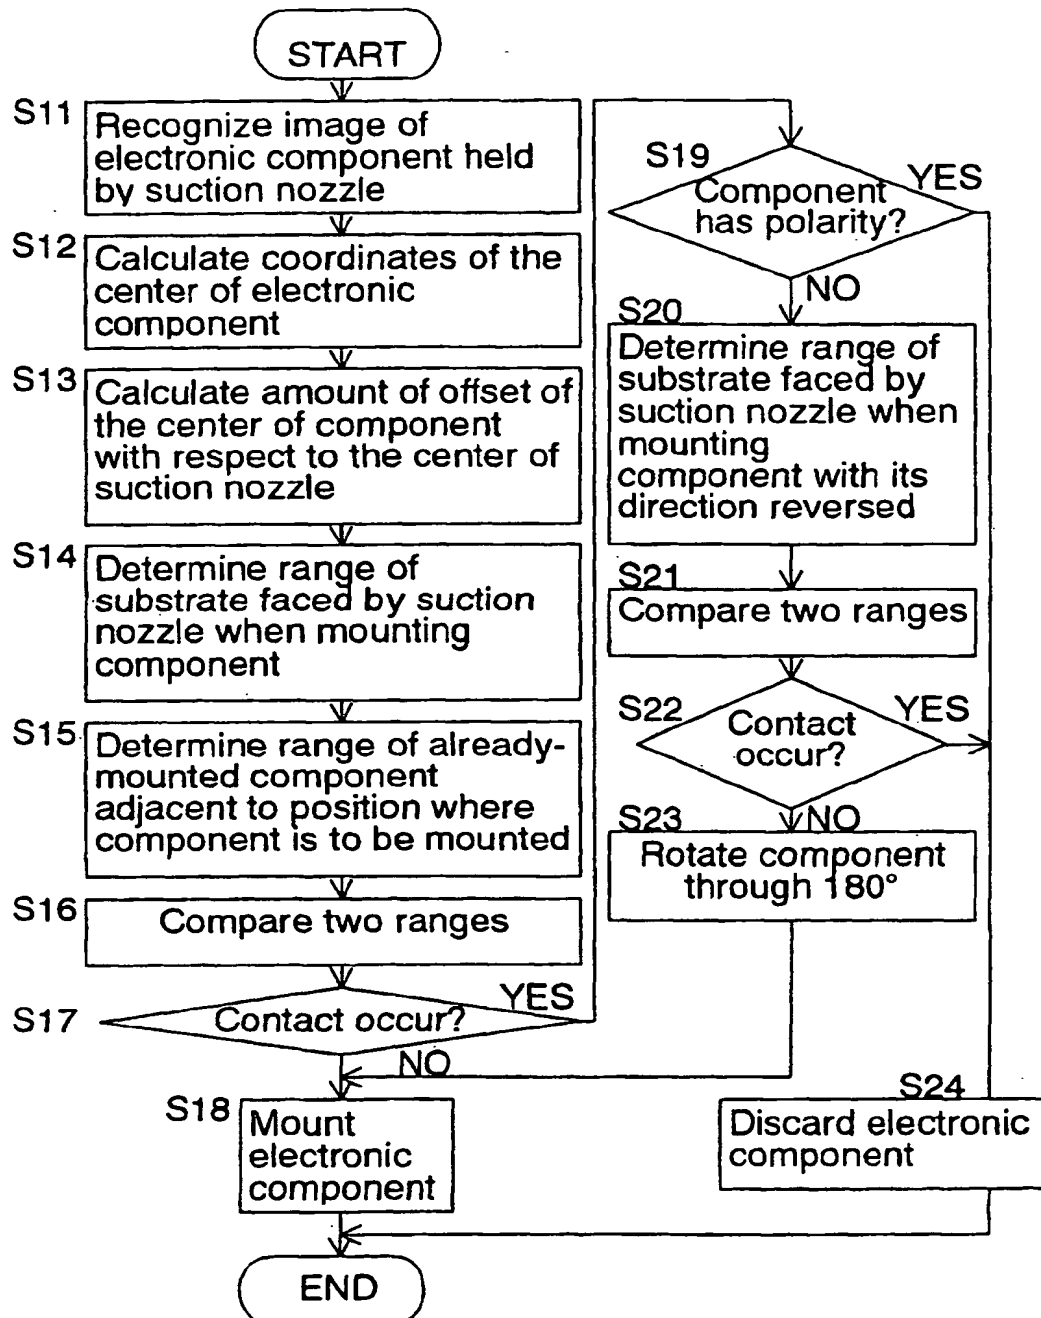 START
S11
Recognize image of
electronic component held
by suction nozzle
S12
Calculate coordinates of the
center of electronic
component
S13
Calculate amount of offset of
the center of component
with respect to the center of
suction nozzle
S14
Determine range of
substrate faced by suction
nozzle when mounting
component
S15
Determine range of already-
mounted component
adjacent to position where
component is to be mounted
S16
Compare two ranges
S17
Contact occur?
YES
NO
S18
Mount
electronic
component
S19
Component
has polarity?
YES
NO
S20
Determine range of
substrate faced by
suction nozzle when
mounting
component with its
direction reversed
S21
Compare two ranges
S22
Contact
occur?
YES
NO
S23
Rotate component
through 180°
S24
Discard electronic
component
END